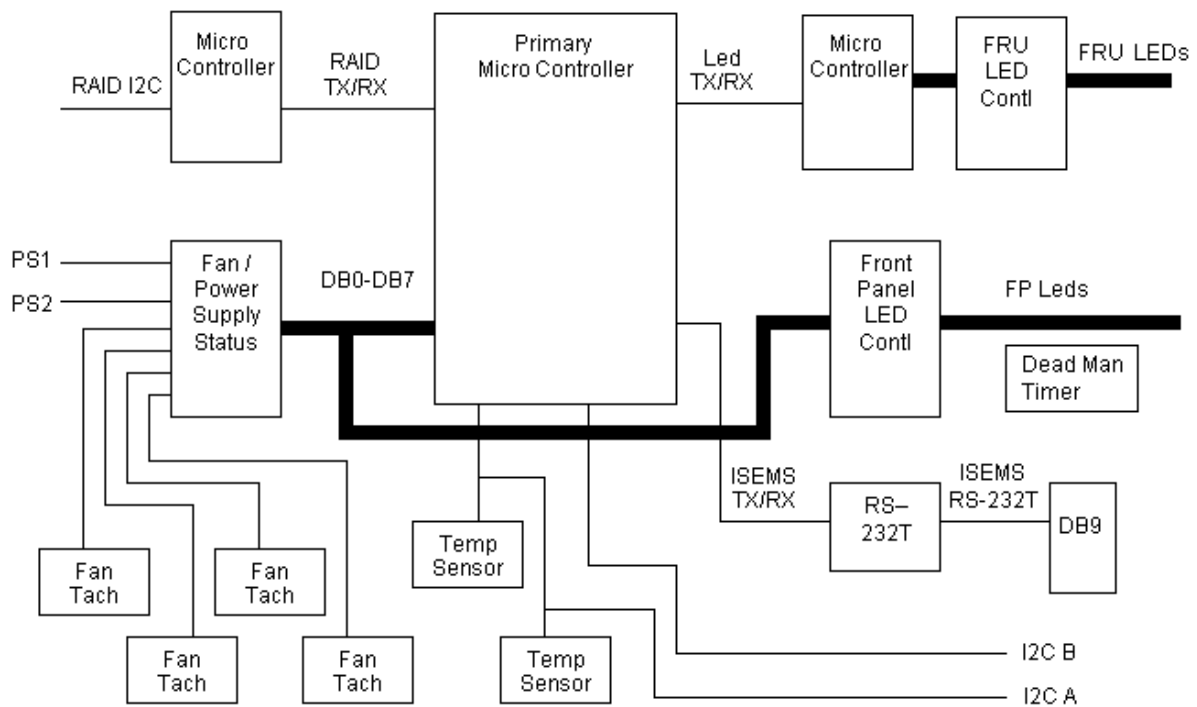 Micro
Controller
RAID I2C
RAID
TX/RX
Primary
Micro Controller
Led
TX/RX
Micro
Controller
FRU
LED
Contl
FRU LEDs
PS1
PS2
Fan /
Power
Supply
Status
DB0-DB7
Front
Panel
LED
Contl
FP Leds
Dead Man
Timer
ISEMS
TX/RX
RS–
232T
ISEMS
RS-232T
DB9
Temp
Sensor
Fan
Tach
Fan
Tach
Fan
Tach
Fan
Tach
Temp
Sensor
I2C B
I2C A